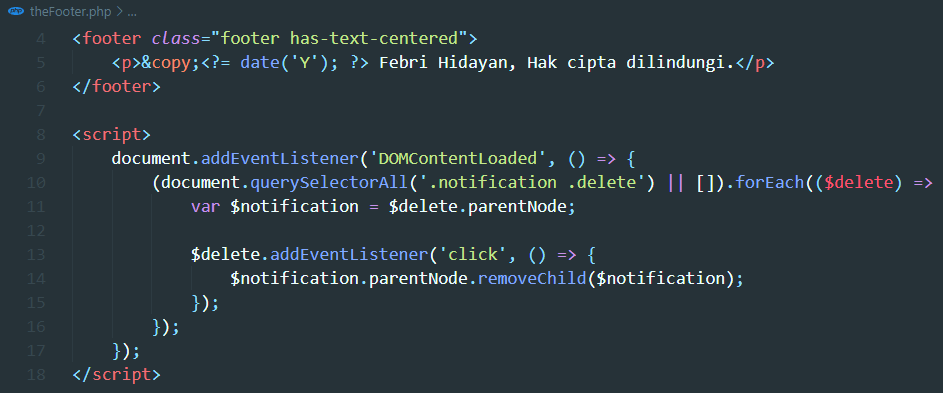 theFooter.php > ...
4 <footer class="footer has-text-centered">
5 <p>&copy;<?= date('Y'); ?> Febri Hidayan, Hak cipta dilindungi.</p>
6 </footer>
7
8 <script>
9 document.addEventListener('DOMContentLoaded', () => {
10 (document.querySelectorAll('.notification .delete') || []).forEach(($delete) =>
11 var $notification = $delete.parentNode;
12
13 $delete.addEventListener('click', () => {
14 $notification.parentNode.removeChild($notification);
15 });
16 });
17 });
18 </script>